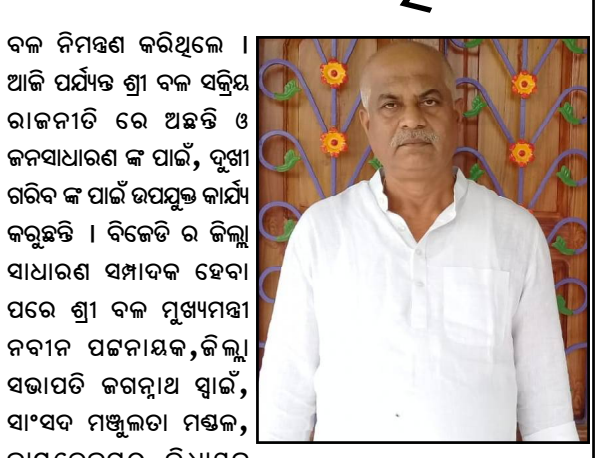 ବଳ ନିମନ୍ତ୍ରଣ କରିଥିଲେ ।
ଆଜି ପର୍ଯ୍ୟନ୍ତ ଶ୍ରୀ ବଳ ସକ୍ରିୟ
ରାଜନୀତି ରେ ଅଛନ୍ତି ଓ
ଜନସାଧାରଣ ଙ୍କ ପାଇଁ, ଦୁଖୀ
ଗରିବ ଙ୍କ ପାଇଁ ଉପଯୁକ୍ତ କାର୍ଯ୍ୟ
କରୁଛନ୍ତି । ବିଜେଡି ର ଜିଲ୍ଲା
ସାଧାରଣ ସମ୍ପାଦକ ହେବା
ପରେ ଶ୍ରୀ ବଳ ମୁଖ୍ୟମନ୍ତ୍ରୀ
ନବୀନ ପଟ୍ଟନାୟକ,ଜିଲ୍ଲା
ସଭାପତି ଜଗନ୍ନାଥ ସ୍ୱାଇଁ,
ସାଂସଦ ମଞ୍ଜୁଲତା ମଣ୍ଡଳ,